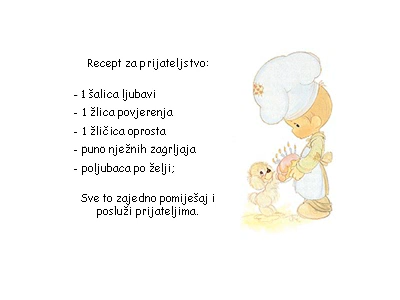 Recept za prijateljstvo:
- 1 šalica ljubavi
- 1 žlica povjerenja
- 1 žličica oprosta
- puno nježnih zagrljaja
- poljubaca po želji;
Sve to zajedno pomiješaj i
posluži prijateljima.